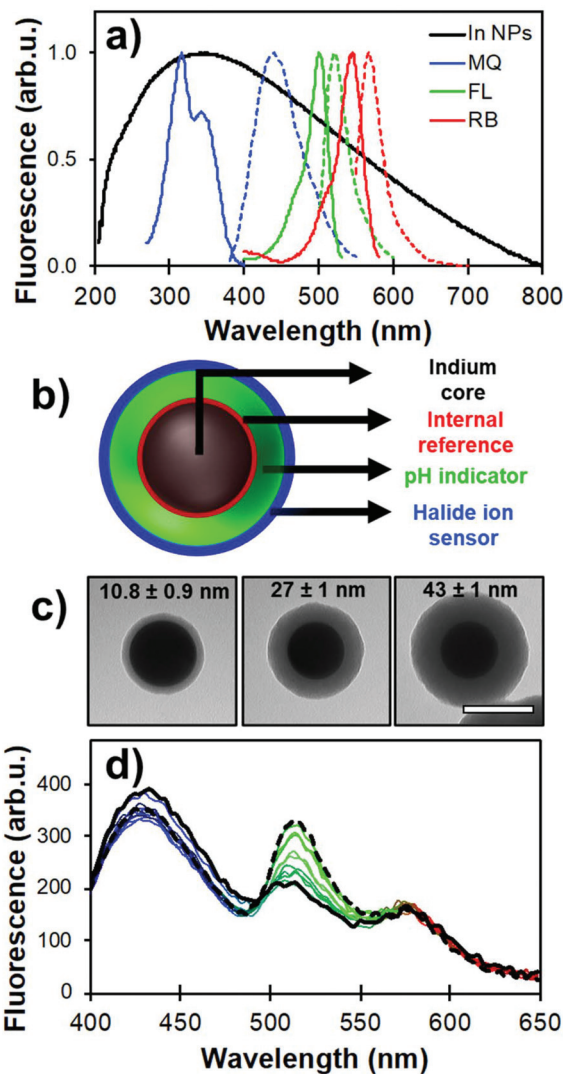 a)
Fluorescence (arb.u.)
1.0
0.5
0.0
In NPs
MQ
FL
RB
200 300 400 500 600 700 800
Wavelength (nm)
b)
Indium
core
Internal
reference
pH indicator
Halide ion
sensor
c)
10.8 ± 0.9 nm
27 ± 1 nm
43 ± 1 nm
d)
Fluorescence (arb.u.)
400
300
200
100
0
400 450 500 550 600 650
Wavelength (nm)